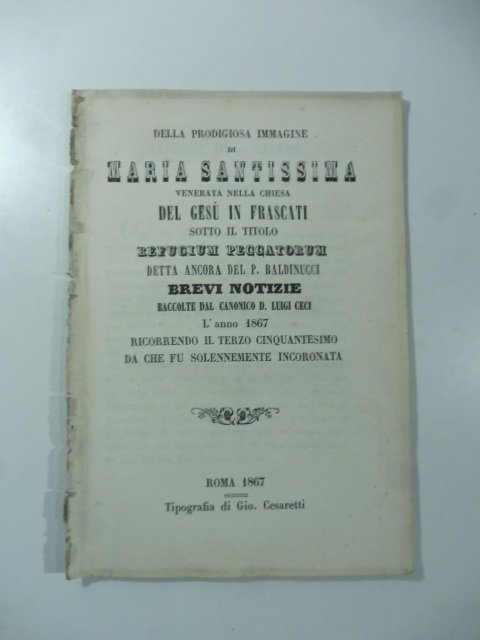 DELLA PRODIGIOSA IMMAGINE
DI
MARIA SANTISSIMA
VENERATA NELLA CHIESA
DEL GESÙ IN FRASCATI
SOTTO IL TITOLO
REFUGIUM PECCATORUM
DETTA ANCORA DEL P. BALDINUCCI
BREVI NOTIZIE
RACCOLTE DAL CANONICO D. LUIGI CECI
L'anno 1867
RICORRENDO IL TERZO CINQUANTESIMO
DA CHE FU SOLENNEMENTE INCORONATA
ROMA 1867
Tipografia di Gio. Cesaretti